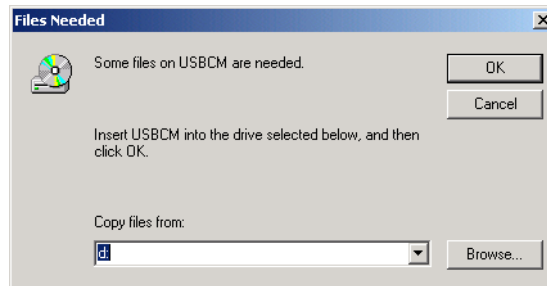 Files Needed
Some files on USBCM are needed.
OK
Cancel
Insert USBCM into the drive selected below, and then
click OK.
Copy files from:
d:
Browse...